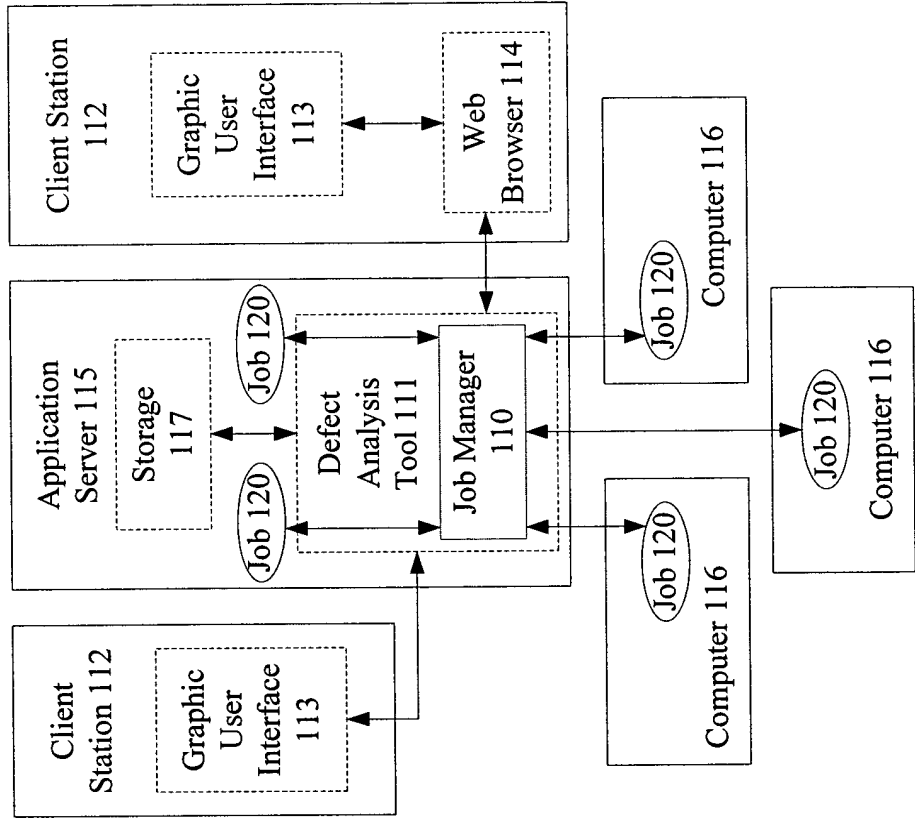 Client
Station 112
Graphic
User
Interface
113
Application
Server 115
Storage
117
Job 120
Job 120
Defect
Analysis
Tool 111
Job Manager
110
Client Station
112
Graphic
User
Interface
113
Web
Browser 114
Job 120
Computer 116
Job 120
Computer 116
Job 120
Computer 116